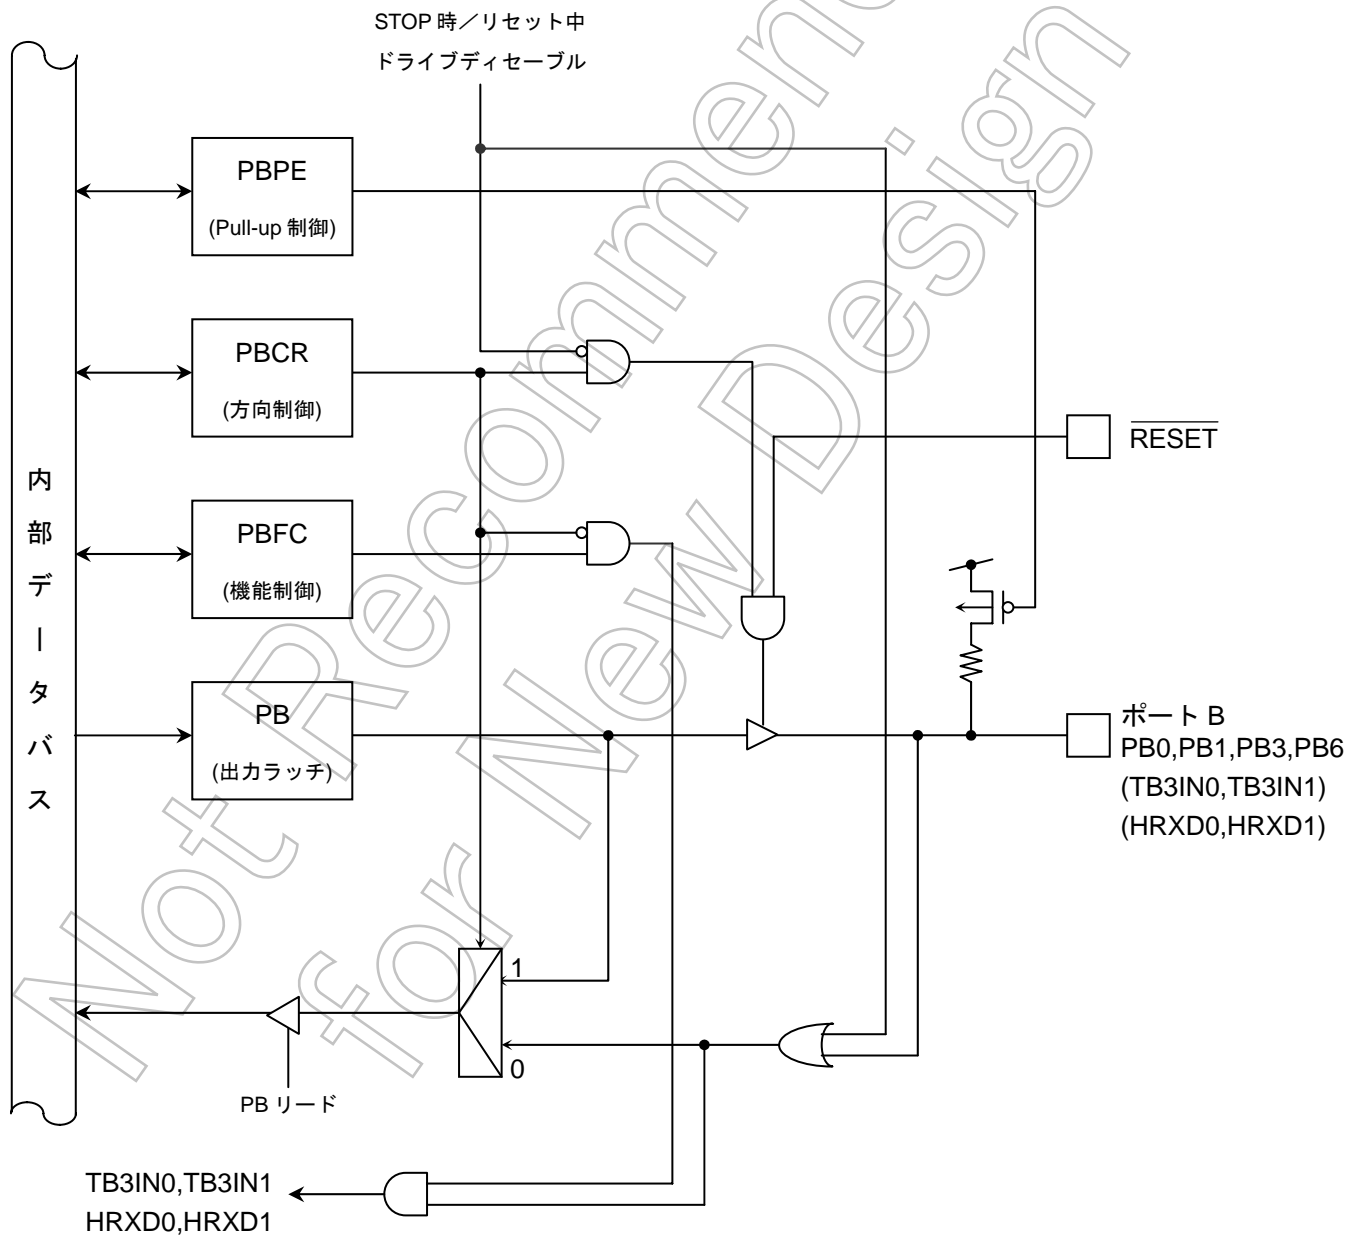 STOP 時／リセット中
ドライブディセーブル
PBPE
(Pull-up 制御)
PBCR
(方向制御)
RESET
内部データバス
PBFC
(機能制御)
PB
(出力ラッチ)
ポート B
PB0,PB1,PB3,PB6
(TB3IN0,TB3IN1)
(HRXD0,HRXD1)
1
0
PB リード
TB3IN0,TB3IN1
HRXD0,HRXD1
Not Recommen
for New Design